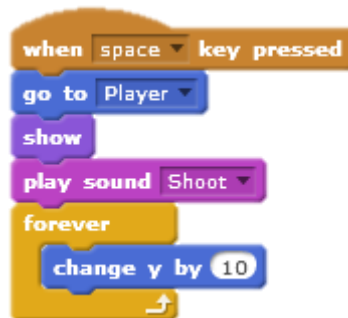 when space key pressed
go to Player
show
play sound Shoot
forever
change y by 10